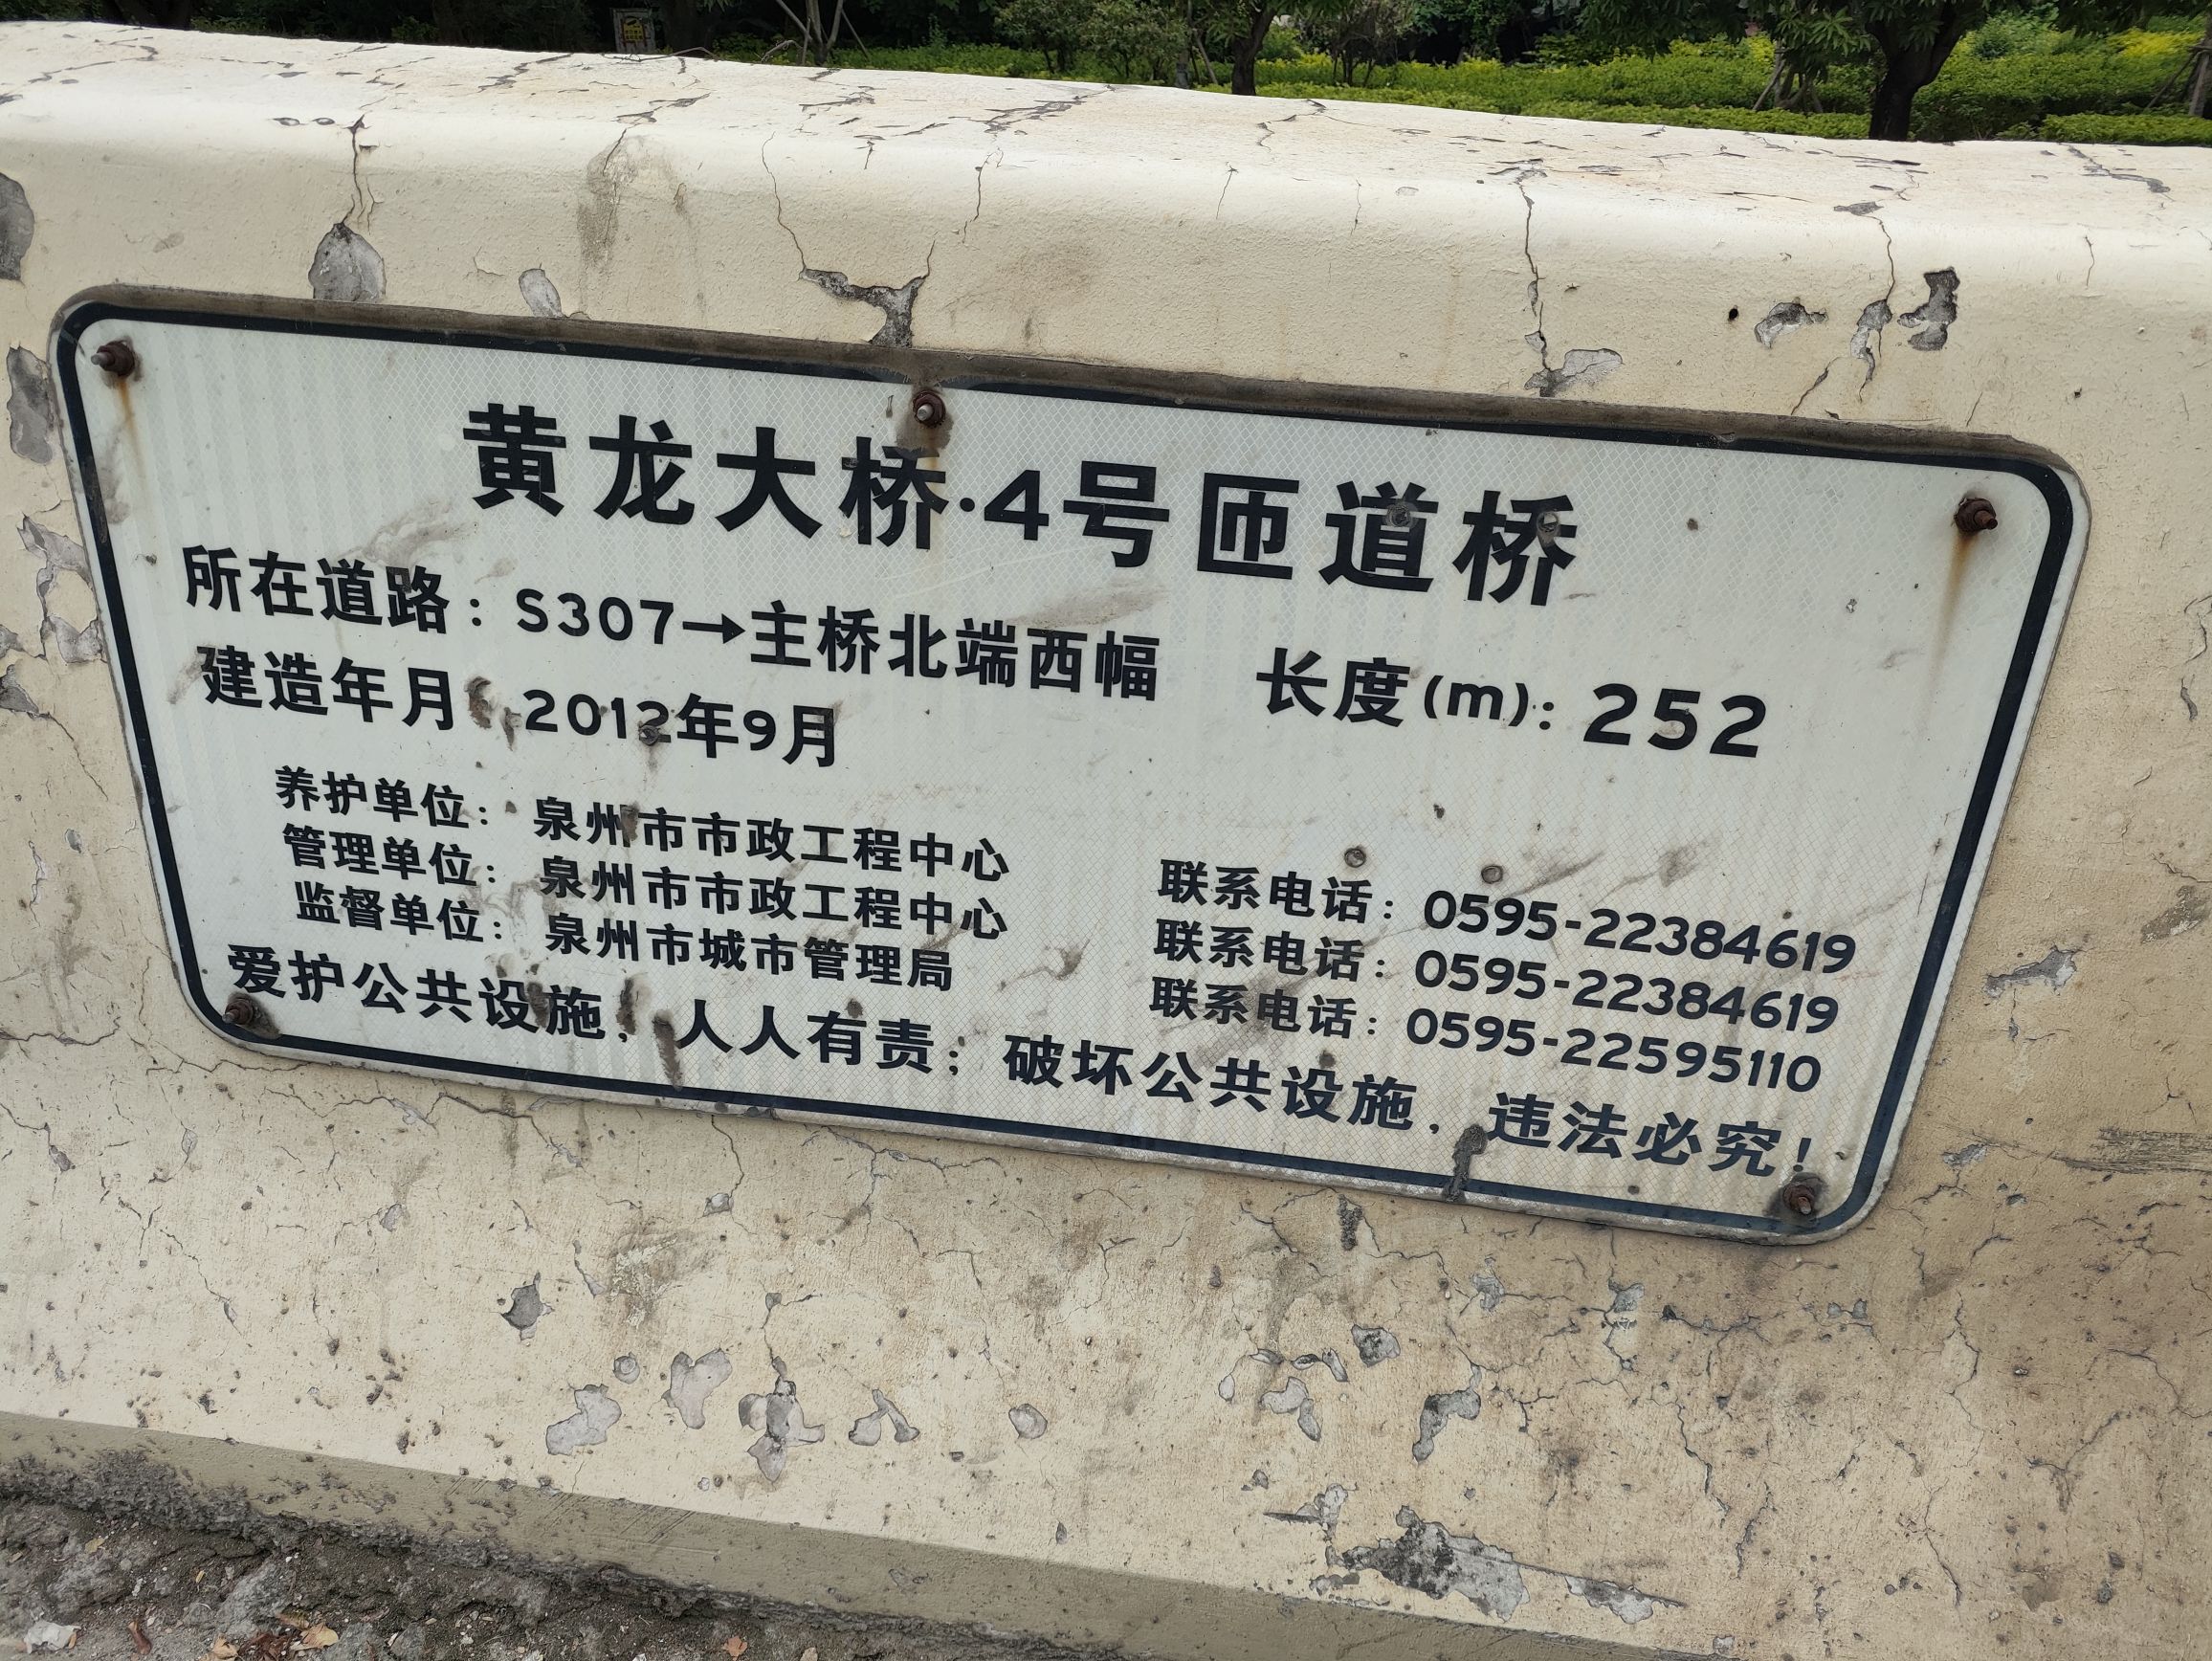 黄龙大桥·4号匝道桥
所在道路：S307→主桥北端西幅 长度(m)：252
建造年月：2012年9月
养护单位：泉州市市政工程中心 联系电话：0595-22384619
管理单位：泉州市市政工程中心 联系电话：0595-22384619
监督单位：泉州市城市管理局 联系电话：0595-22595110
爱护公共设施，人人有责；破坏公共设施，违法必究！